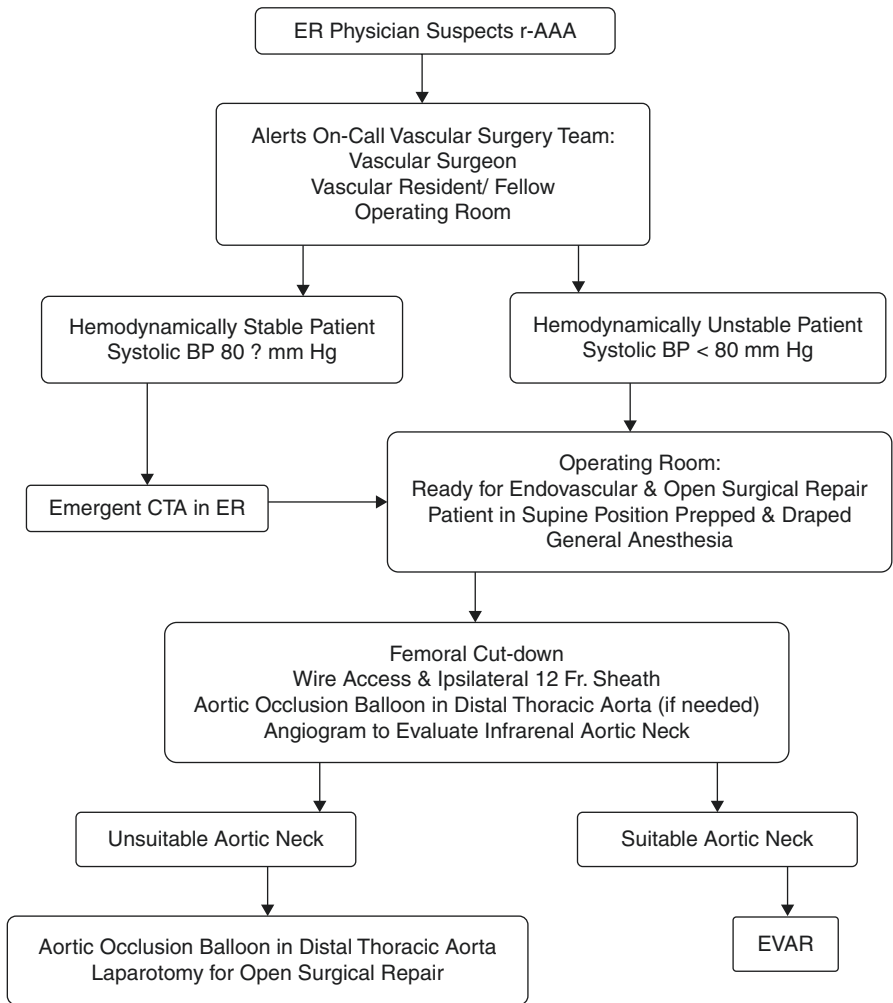 ER Physician Suspects r-AAA
Alerts On-Call Vascular Surgery Team:
Vascular Surgeon
Vascular Resident/ Fellow
Operating Room
Hemodynamically Stable Patient
Systolic BP 80 ? mm Hg
Hemodynamically Unstable Patient
Systolic BP < 80 mm Hg
Emergent CTA in ER
Operating Room:
Ready for Endovascular & Open Surgical Repair
Patient in Supine Position Prepped & Draped
General Anesthesia
Femoral Cut-down
Wire Access & Ipsilateral 12 Fr. Sheath
Aortic Occlusion Balloon in Distal Thoracic Aorta (if needed)
Angiogram to Evaluate Infrarenal Aortic Neck
Unsuitable Aortic Neck
Suitable Aortic Neck
Aortic Occlusion Balloon in Distal Thoracic Aorta
Laparotomy for Open Surgical Repair
EVAR